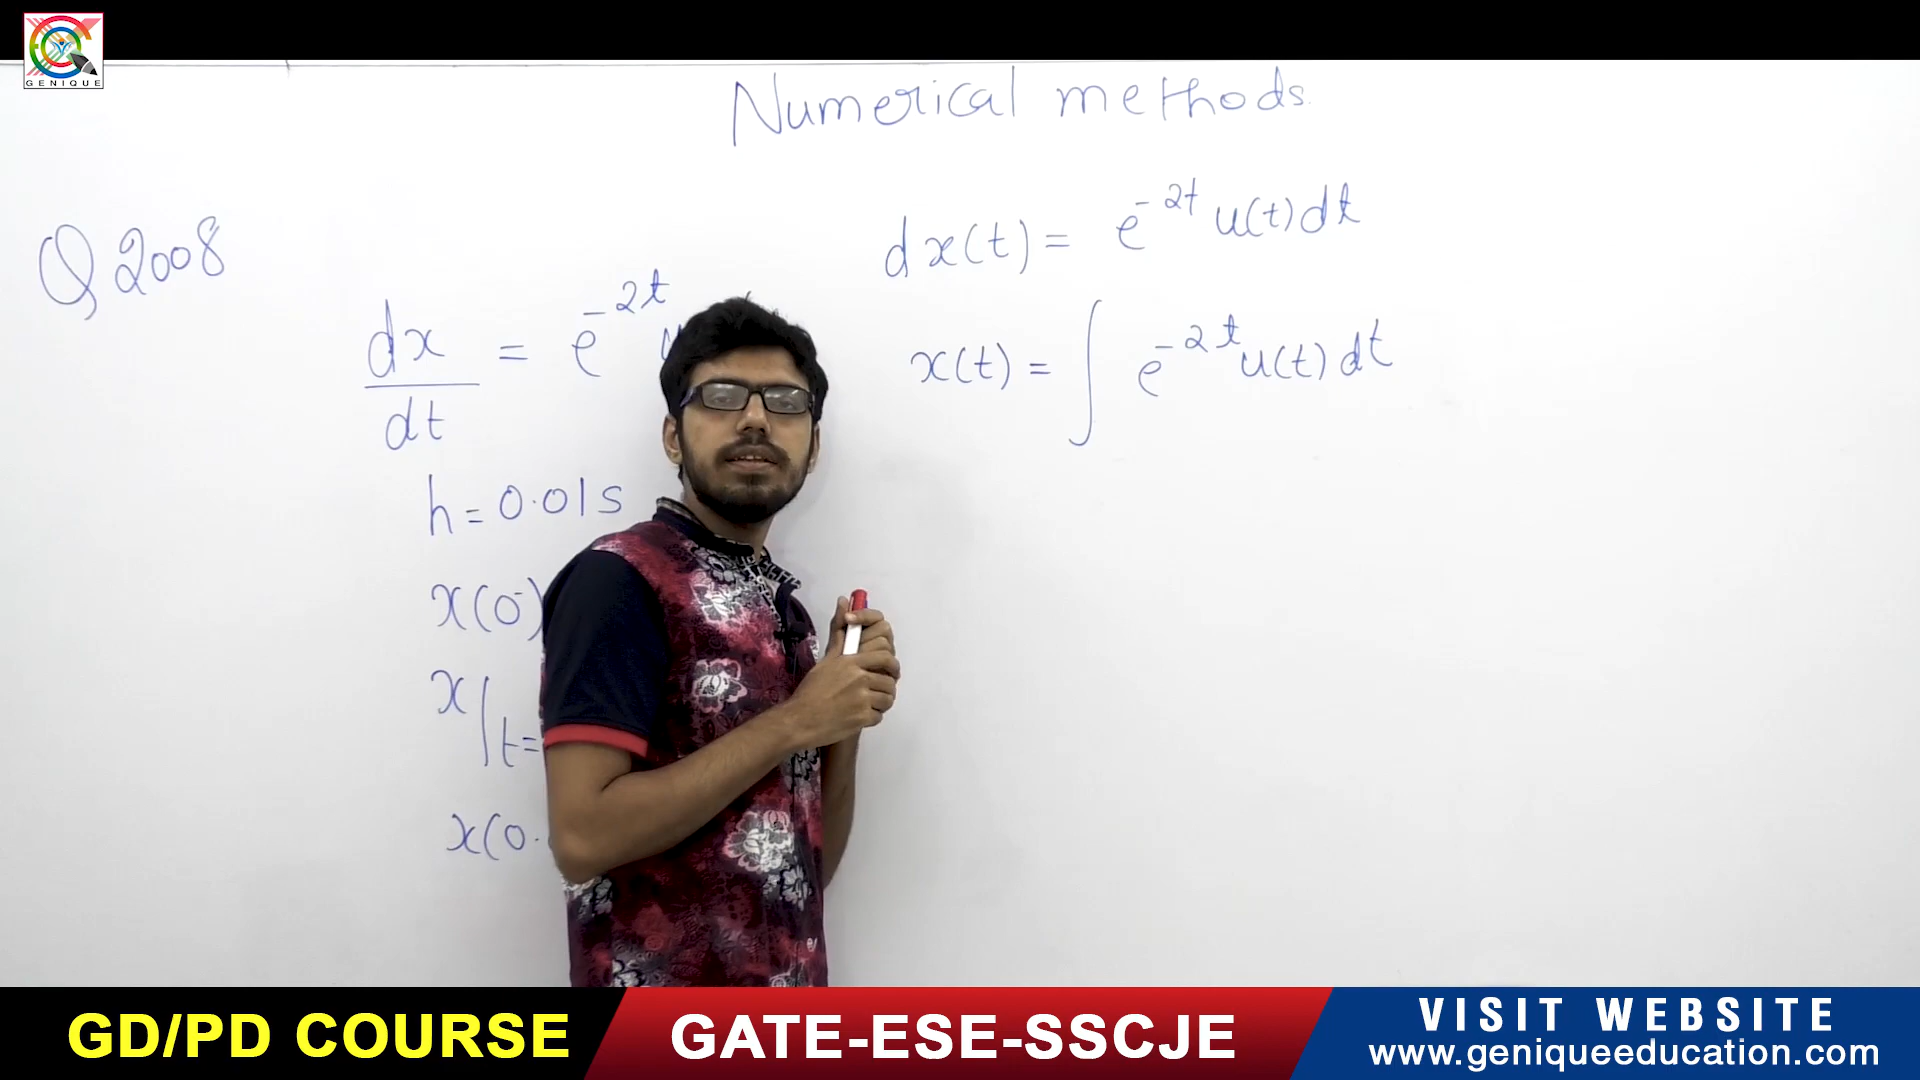 GENIQUE
Numerical methods.
Q 2008
dx/dt = e^-2t u
h = 0.01s
x(0^-)
x|t=
x(0.
dx(t) = e^-2t u(t)dt
x(t) = ∫ e^-2t u(t) dt
GD/PD COURSE
GATE-ESE-SSCJE
VISIT WEBSITE
www.geniqueeducation.com